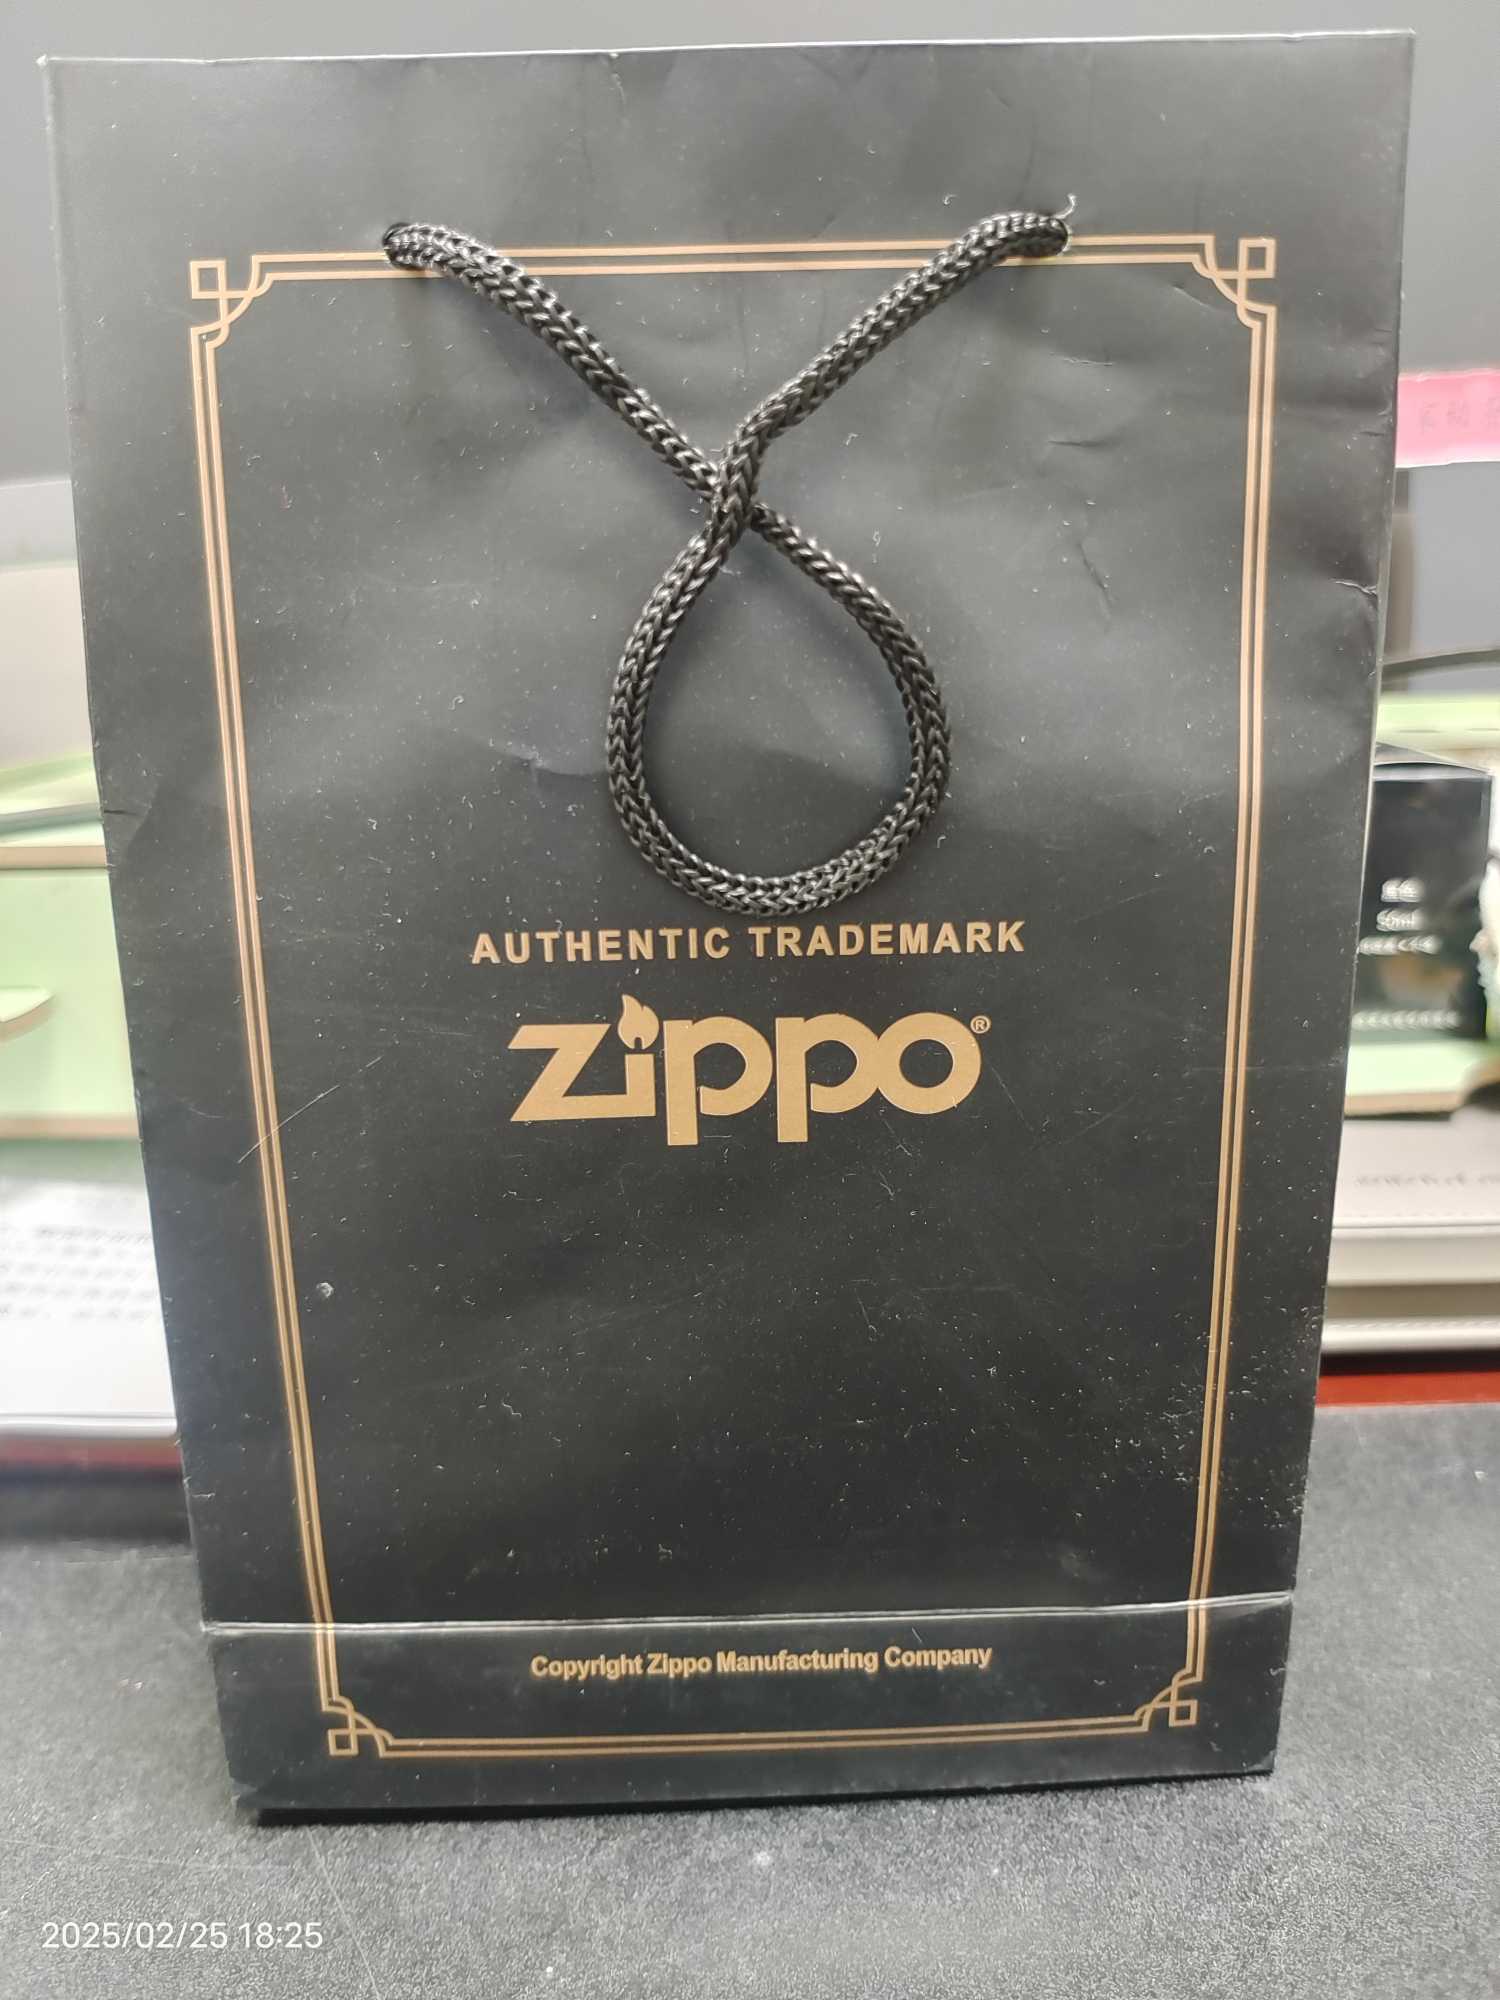 AUTHENTIC TRADEMARK
zippo®
Copyright Zippo Manufacturing Company
2025/02/25 18:25